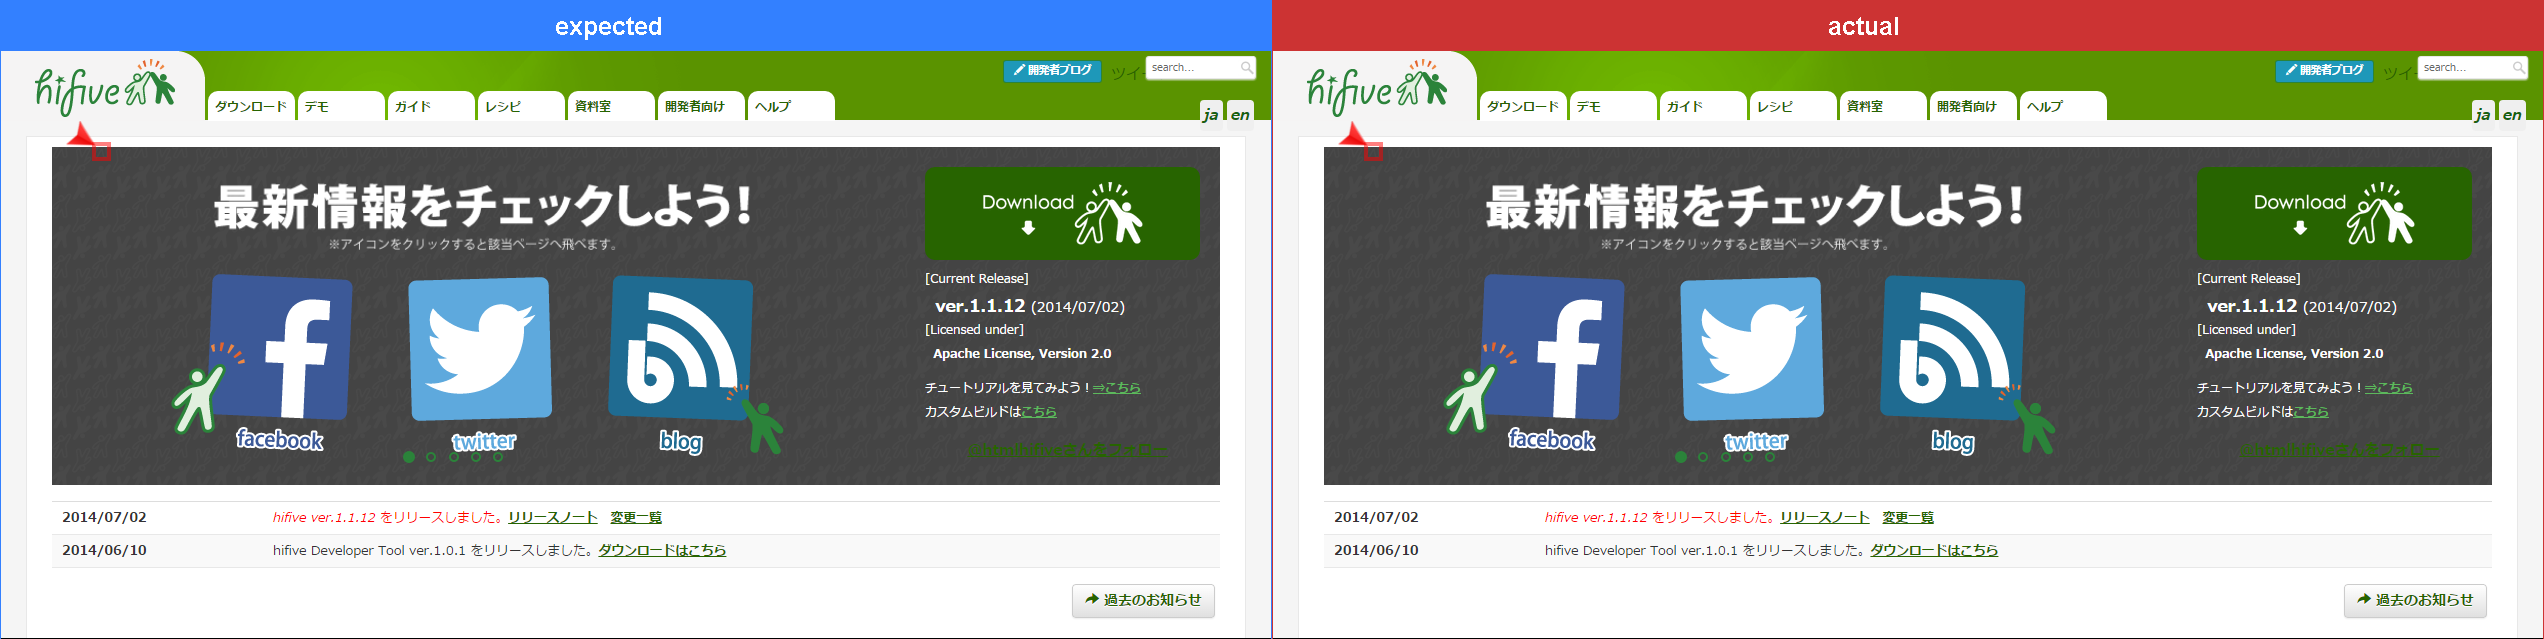 expected
hifive
開発者ブログ
ツイ
search...
ダウンロード
デモ
ガイド
レシピ
資料室
開発者向け
ヘルプ
ja
en
最新情報をチェックしよう!
※アイコンをクリックすると該当ページへ飛べます。
facebook
twitter
blog
Download
[Current Release]
ver.1.1.12 (2014/07/02)
[Licensed under]
Apache License, Version 2.0
チュートリアルを見てみよう！⇒こちら
カスタムビルドはこちら
2014/07/02 hifive ver.1.1.12 をリリースしました。リリースノート 変更一覧
2014/06/10 hifive Developer Tool ver.1.0.1 をリリースしました。ダウンロードはこちら
過去のお知らせ
actual
hifive
開発者ブログ
ツイ
search...
ダウンロード
デモ
ガイド
レシピ
資料室
開発者向け
ヘルプ
ja
en
最新情報をチェックしよう!
※アイコンをクリックすると該当ページへ飛べます。
facebook
twitter
blog
Download
[Current Release]
ver.1.1.12 (2014/07/02)
[Licensed under]
Apache License, Version 2.0
チュートリアルを見てみよう！⇒こちら
カスタムビルドはこちら
2014/07/02 hifive ver.1.1.12 をリリースしました。リリースノート 変更一覧
2014/06/10 hifive Developer Tool ver.1.0.1 をリリースしました。ダウンロードはこちら
過去のお知らせ